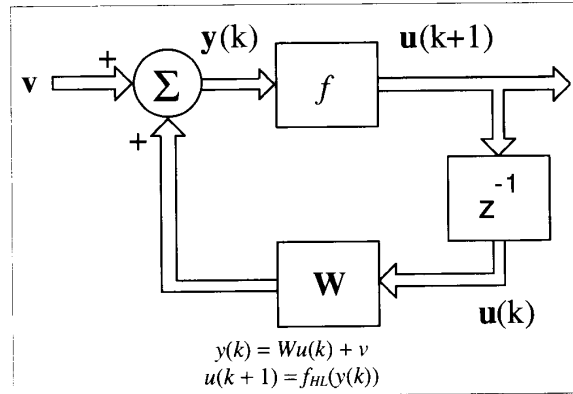 y(k) u(k+1)
+
v Σ f
+
z⁻¹
W
u(k)
y(k) = Wu(k) + v
u(k + 1) = f_HL(y(k))